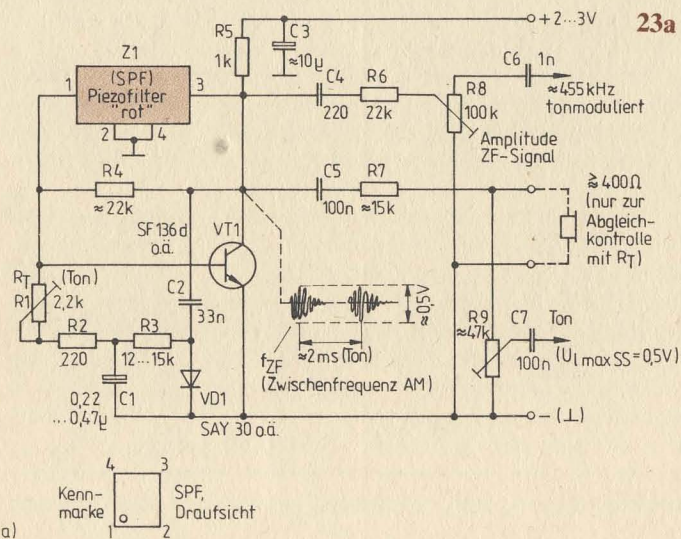 23a
+ 2...3V
R5
1k
C3
≈10μ
Z1
1
(SPF)
Piezofilter
"rot"
3
2
4
C4
220
R6
22k
C6
1n
R8
100k
≈455kHz
tonmoduliert
Amplitude
ZF-Signal
R4
≈22k
C5
100n
R7
≈15k
≳400Ω
(nur zur
Abgleich-
kontrolle
mit RT)
SF136d
o.ä.
VT1
RT
R1
(Ton)
2,2k
C2
33n
≈0,5V
≈2ms (Ton)
fZF
(Zwischenfrequenz AM)
R2
220
R3
12...15k
C1
0,22
...0,47μ
VD1
SAY 30 o.ä.
R9
≈47k
C7
100n
Ton
(Ul max SS = 0,5V)
– (⊥)
4
3
Kenn-
marke
SPF,
Draufsicht
1
2
a)